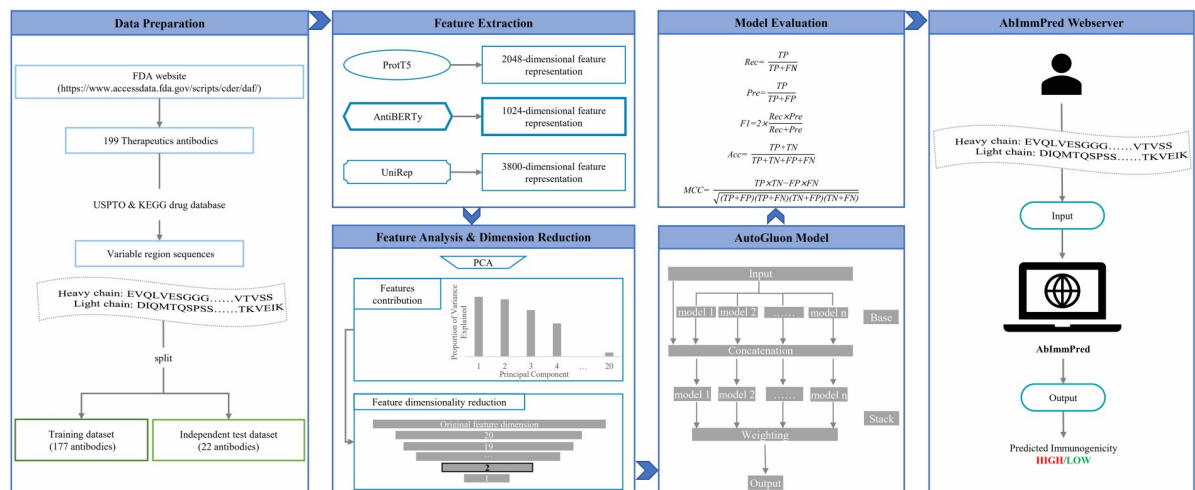 Data Preparation
FDA website
(https://www.accessdata.fda.gov/scripts/cder/daf/)
199 Therapeutics antibodies
USPTO & KEGG drug database
Variable region sequences
Heavy chain: EVQLVESGGG……VTVSS
Light chain: DIQMTQSPSS……TKVEIK
split
Training dataset
(177 antibodies)
Independent test dataset
(22 antibodies)
Feature Extraction
ProtT5
2048-dimensional feature
representation
AntiBERTy
1024-dimensional feature
representation
UniRep
3800-dimensional feature
representation
Feature Analysis & Dimension Reduction
PCA
Features
contribution
Proportion of Variance
Explained
1 2 3 4 … 20
Principal Component
Feature dimensionality reduction
Original feature dimension
20
19
…
2
1
Model Evaluation
Rec= TP
TP+FN
Pre= TP
TP+FP
F1=2× Rec×Pre
Rec+Pre
Acc= TP+TN
TP+TN+FP+FN
MCC= TP×TN−FP×FN
√(TP+FP)(TP+FN)(TN+FP)(TN+FN)
AutoGluon Model
Input
model 1 model 2 …… model n
Base
Concatenation
model 1 model 2 …… model n
Stack
Weighting
Output
AbImmPred Webserver
Heavy chain: EVQLVESGGG……VTVSS
Light chain: DIQMTQSPSS……TKVEIK
Input
AbImmPred
Output
Predicted Immunogenicity
HIGH/LOW